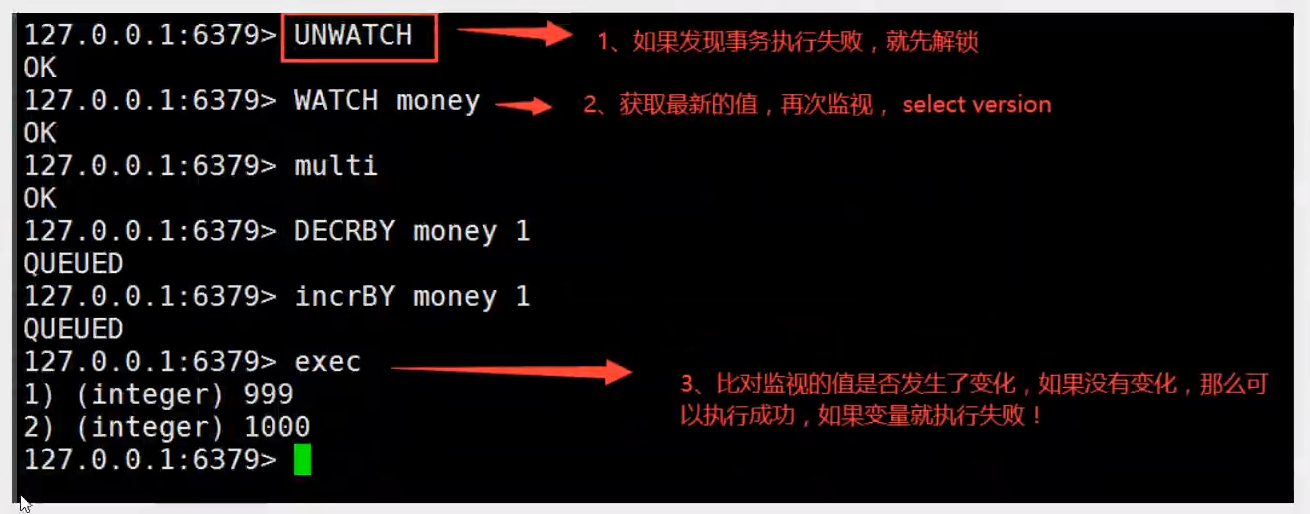 127.0.0.1:6379> UNWATCH
1、如果发现事务执行失败，就先解锁
OK
127.0.0.1:6379> WATCH money
2、获取最新的值，再次监视， select version
OK
127.0.0.1:6379> multi
OK
127.0.0.1:6379> DECRBY money 1
QUEUED
127.0.0.1:6379> incrBY money 1
QUEUED
127.0.0.1:6379> exec
3、比对监视的值是否发生了变化，如果没有变化，那么可
以执行成功，如果变量就执行失败！
1) (integer) 999
2) (integer) 1000
127.0.0.1:6379>